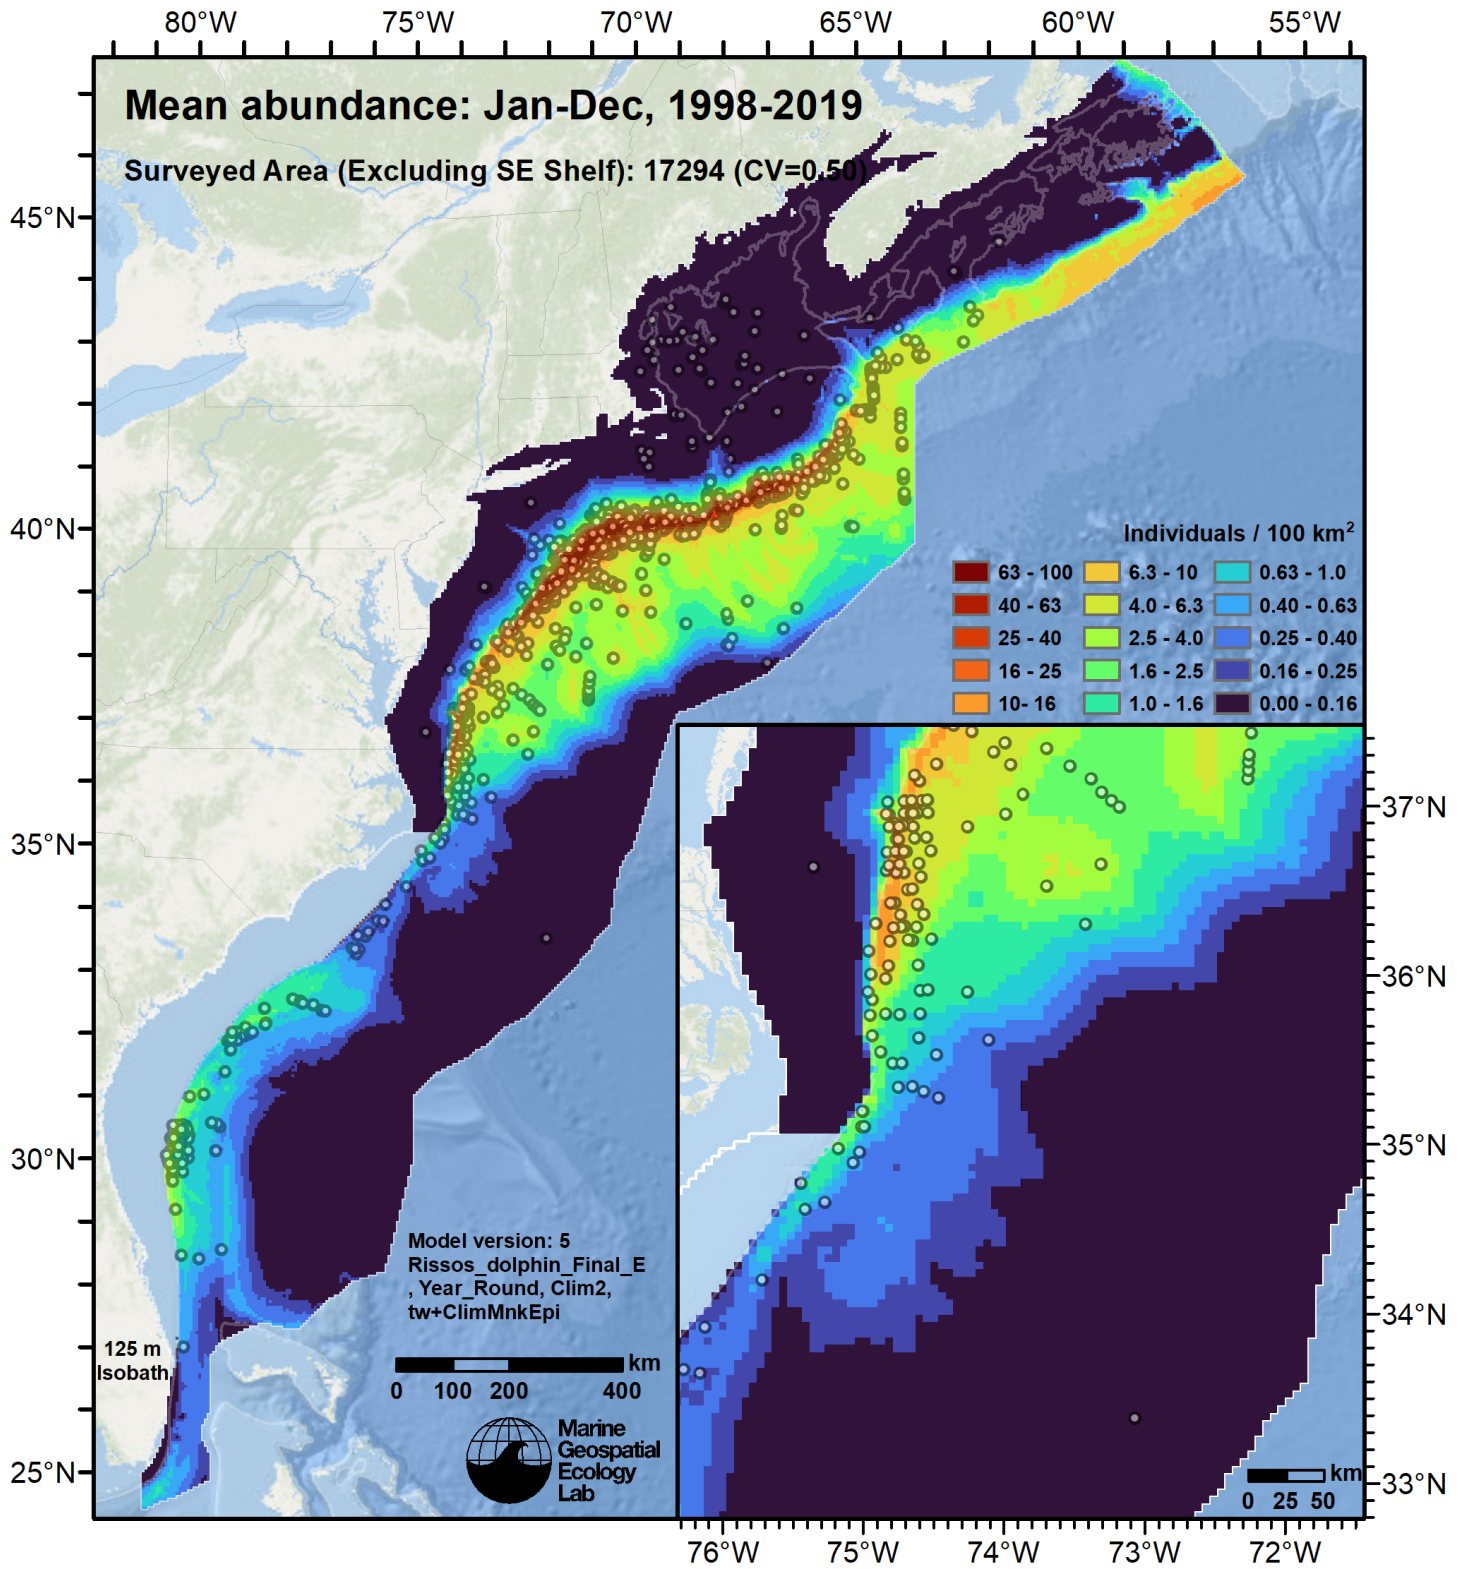 80°W 75°W 70°W 65°W 60°W 55°W
Mean abundance: Jan-Dec, 1998-2019
Surveyed Area (Excluding SE Shelf): 17294 (CV=0.50)
45°N
40°N
35°N
30°N
25°N
Individuals / 100 km²
63 - 100 6.3 - 10 0.63 - 1.0
40 - 63 4.0 - 6.3 0.40 - 0.63
25 - 40 2.5 - 4.0 0.25 - 0.40
16 - 25 1.6 - 2.5 0.16 - 0.25
10- 16 1.0 - 1.6 0.00 - 0.16
37°N
36°N
35°N
34°N
33°N
Model version: 5
Rissos_dolphin_Final_E
, Year_Round, Clim2,
tw+ClimMnkEpi
125 m
Isobath
km
0 100 200 400
Marine
Geospatial
Ecology
Lab
km
0 25 50
76°W 75°W 74°W 73°W 72°W